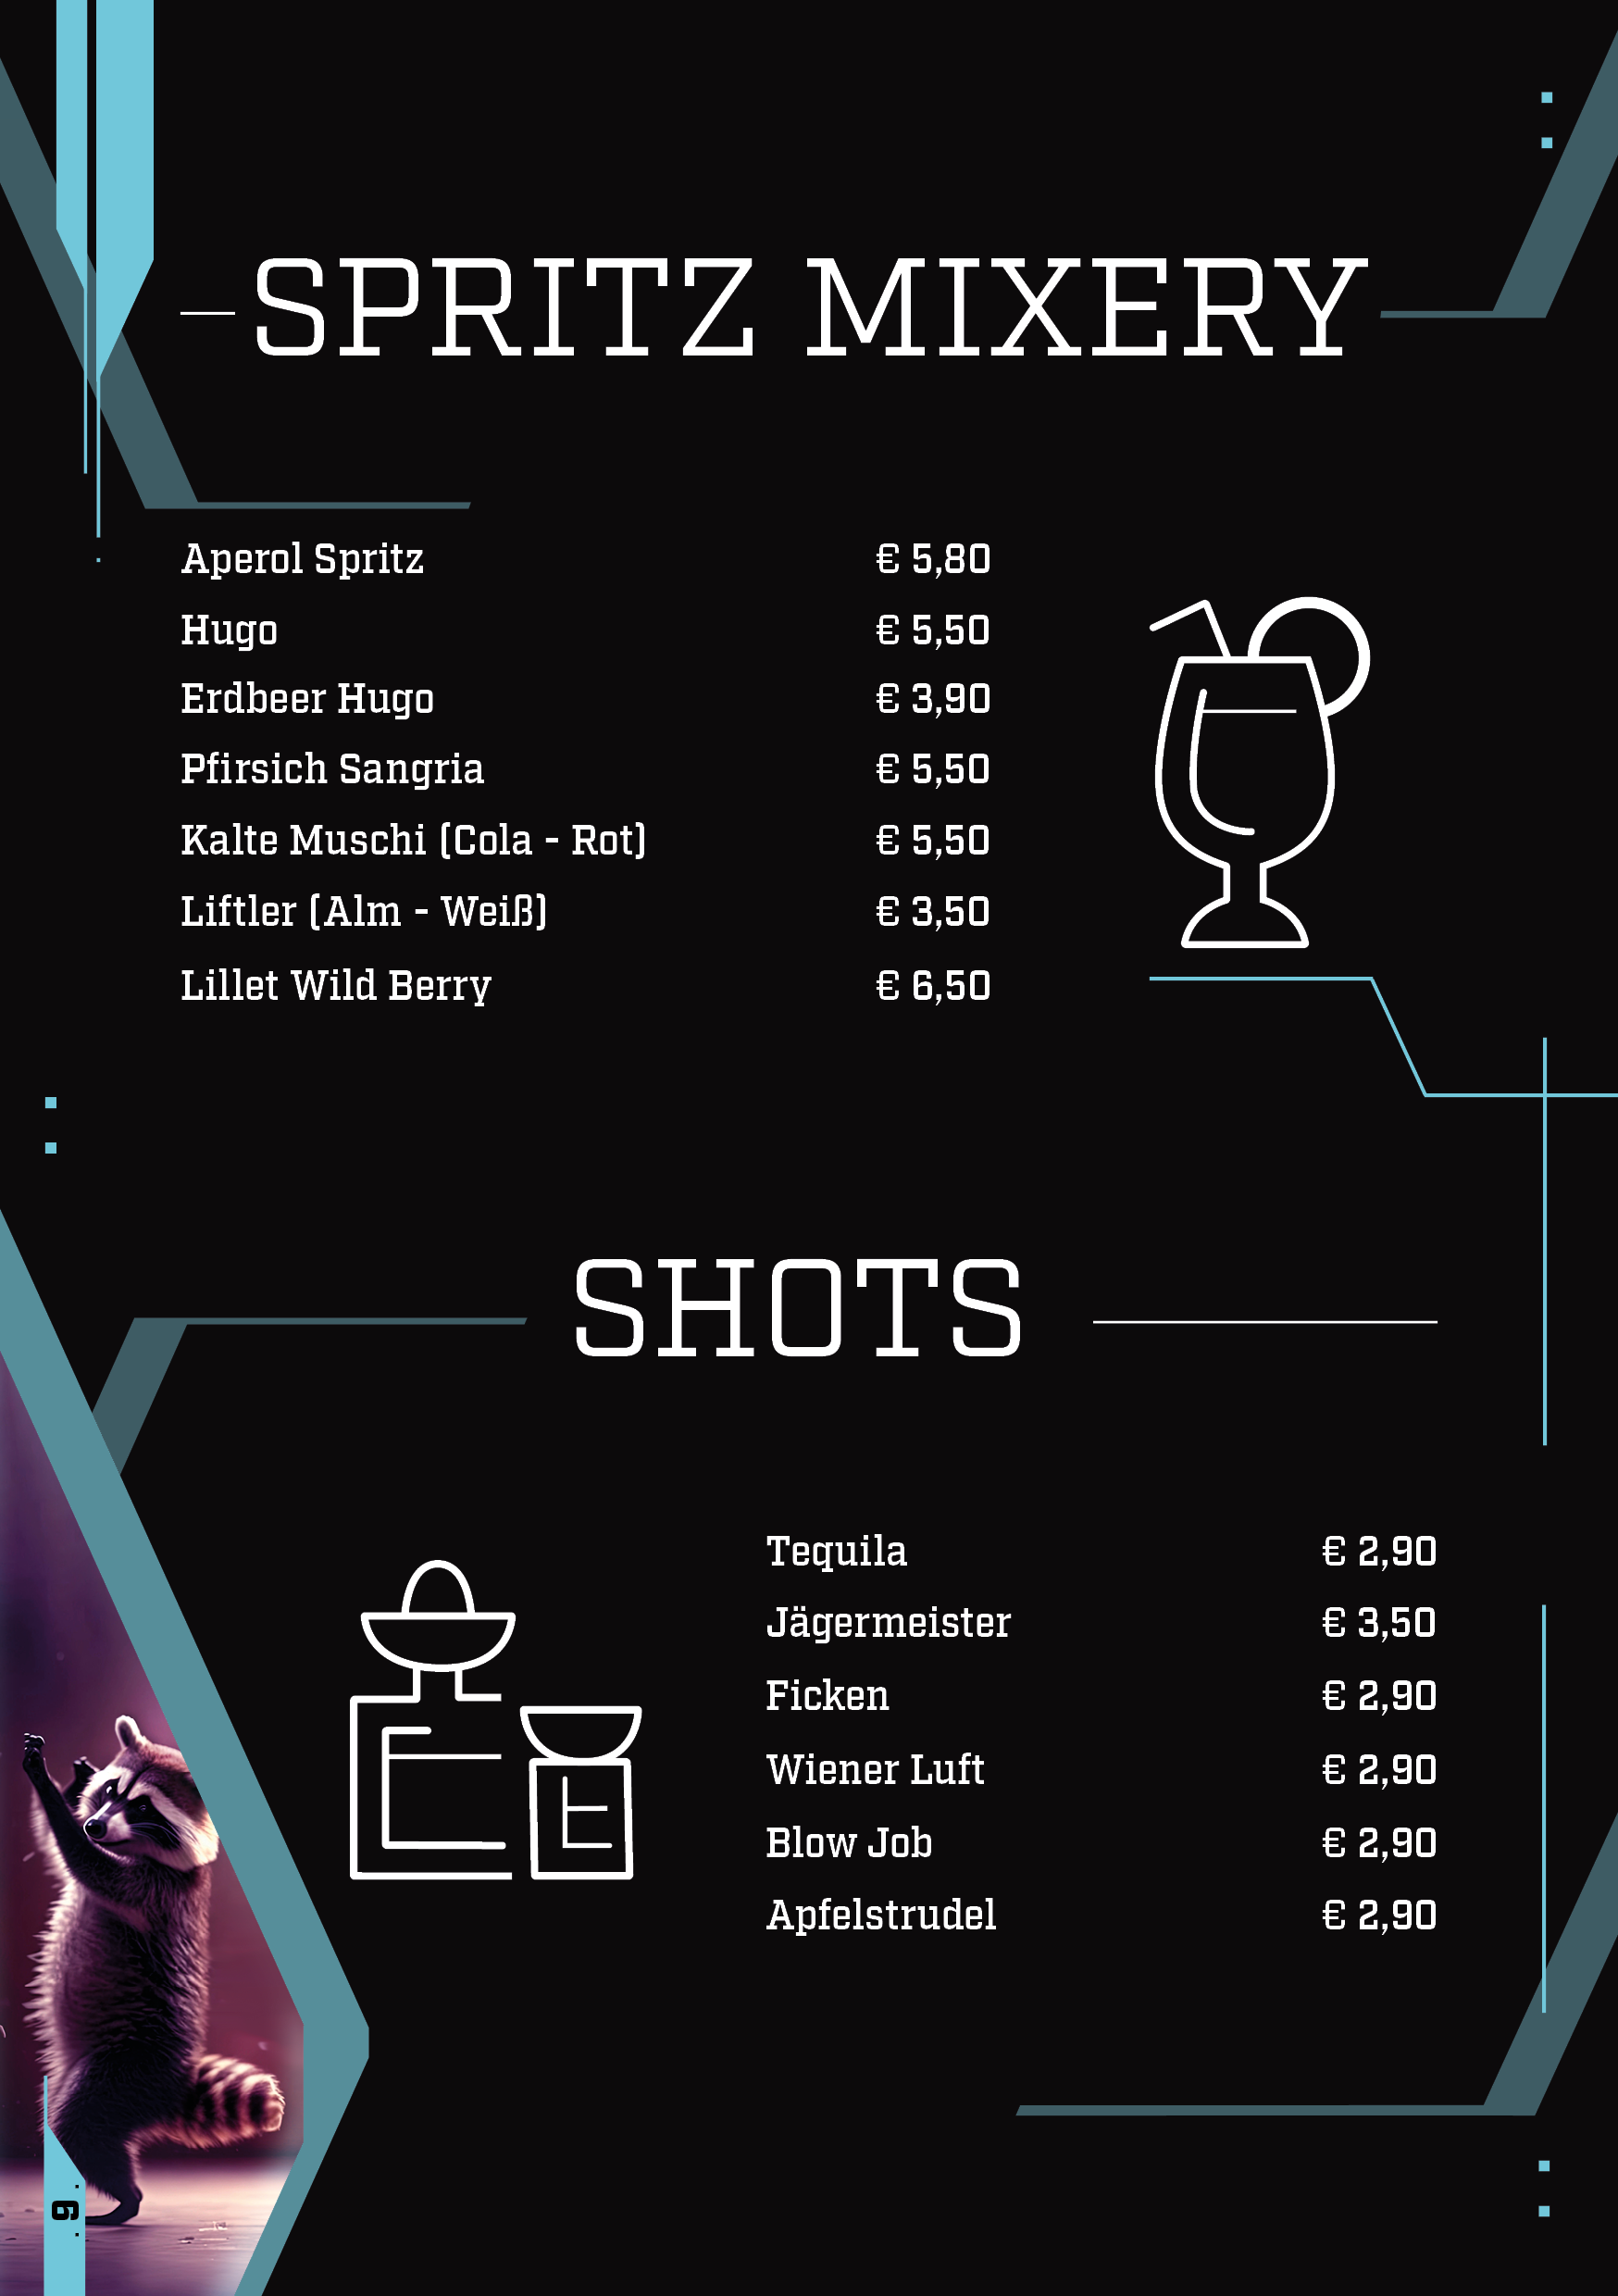 SPRITZ MIXERY
Aperol Spritz € 5,80
Hugo € 5,50
Erdbeer Hugo € 3,90
Pfirsich Sangria € 5,50
Kalte Muschi (Cola - Rot) € 5,50
Liftler (Alm - Weiß) € 3,50
Lillet Wild Berry € 6,50
SHOTS
Tequila € 2,90
Jägermeister € 3,50
Ficken € 2,90
Wiener Luft € 2,90
Blow Job € 2,90
Apfelstrudel € 2,90
. 9 .